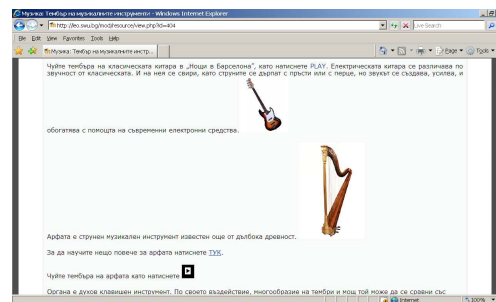 Музика: Тембър на музикалните инструменти - Windows Internet Explorer
http://leo.swu.bg/mod/resource/view.php?id=404
Live Search
File Edit View Favorites Tools Help
Музика: Тембър на музикалните инстр...
Page Tools
Чуйте тембъра на класическата китара в „Нощи в Барселона", като натиснете PLAY. Електрическата китара се различава по
звучност от класическата. И на нея се свири, като струните се дърпат с пръсти или с перце, но звукът се създава, усилва, и
обогатява с помощта на съвременни електронни средства.
Арфата е струнен музикален инструмент известен още от дълбока древност.
За да научите нещо повече за арфата натиснете ТУК.
Чуйте тембъра на арфата като натиснете
Органа е духов клавишен инструмент. По своето въздействие, многообразие на тембри и мощ той може да се сравни със
Internet 100%